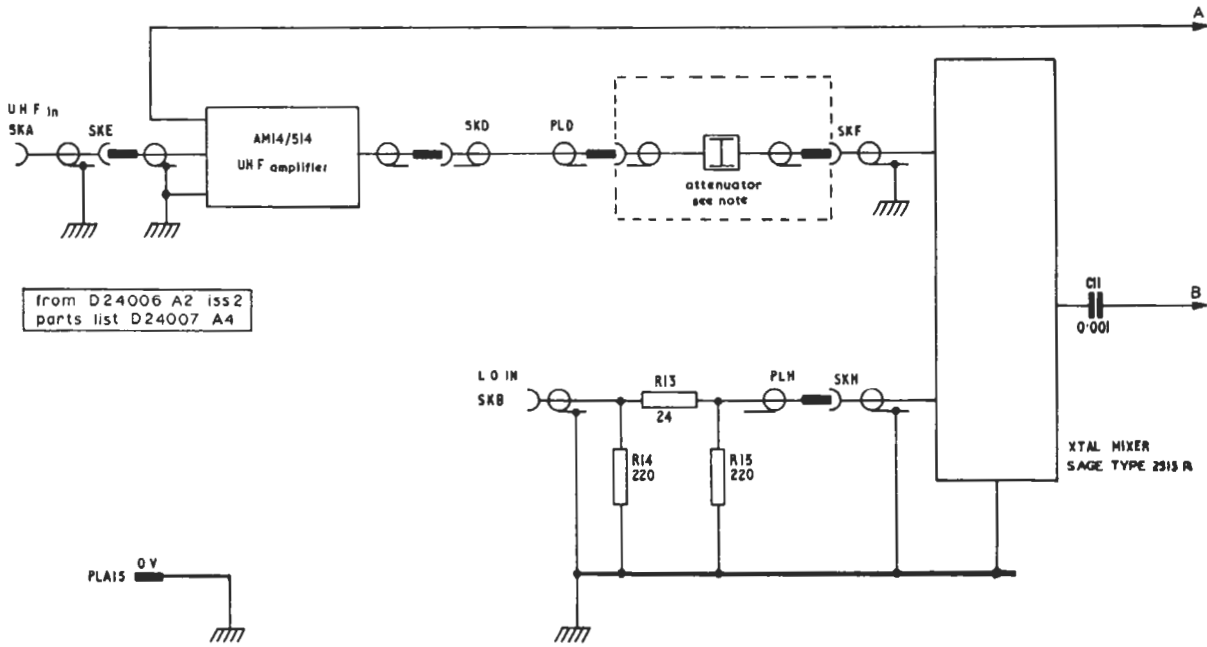 A
UHF in
SKA
SKE
AM14/514
UHF amplifier
SKD
PLD
attenuator
see note
SKF
from D24006 A2 iss2
parts list D24007 A4
C11
0·001
B
LO IN
SKB
R13
24
PLH
SKH
R14
220
R15
220
XTAL MIXER
SAGE TYPE 2513 R
PLA15
0V